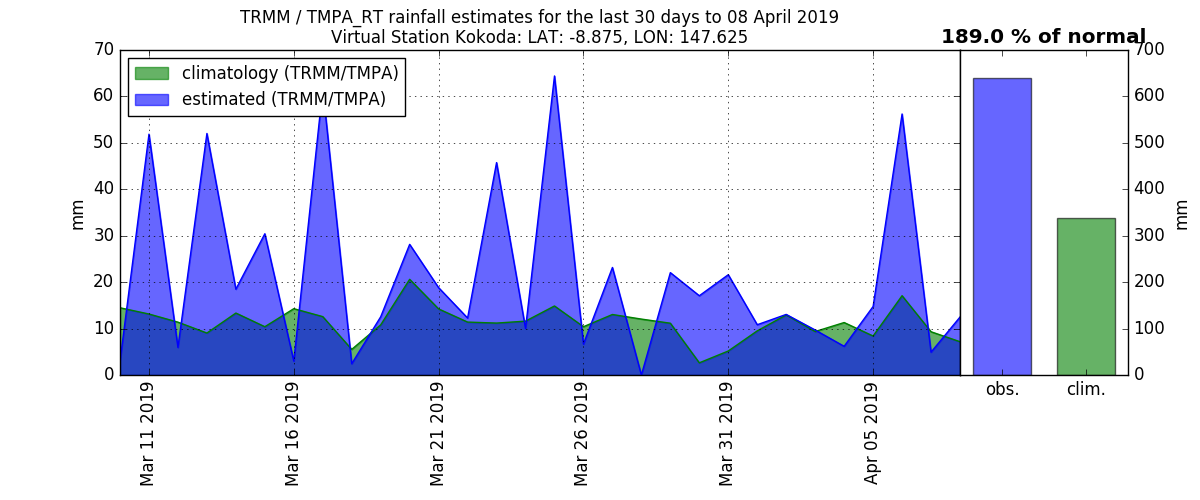 TRMM / TMPA_RT rainfall estimates for the last 30 days to 08 April 2019
Virtual Station Kokoda: LAT: -8.875, LON: 147.625
189.0 % of normal
climatology (TRMM/TMPA)
estimated (TRMM/TMPA)
70
60
50
40
30
20
10
0
mm
Mar 11 2019
Mar 16 2019
Mar 21 2019
Mar 26 2019
Mar 31 2019
Apr 05 2019
obs.
clim.
700
600
500
400
300
200
100
0
mm